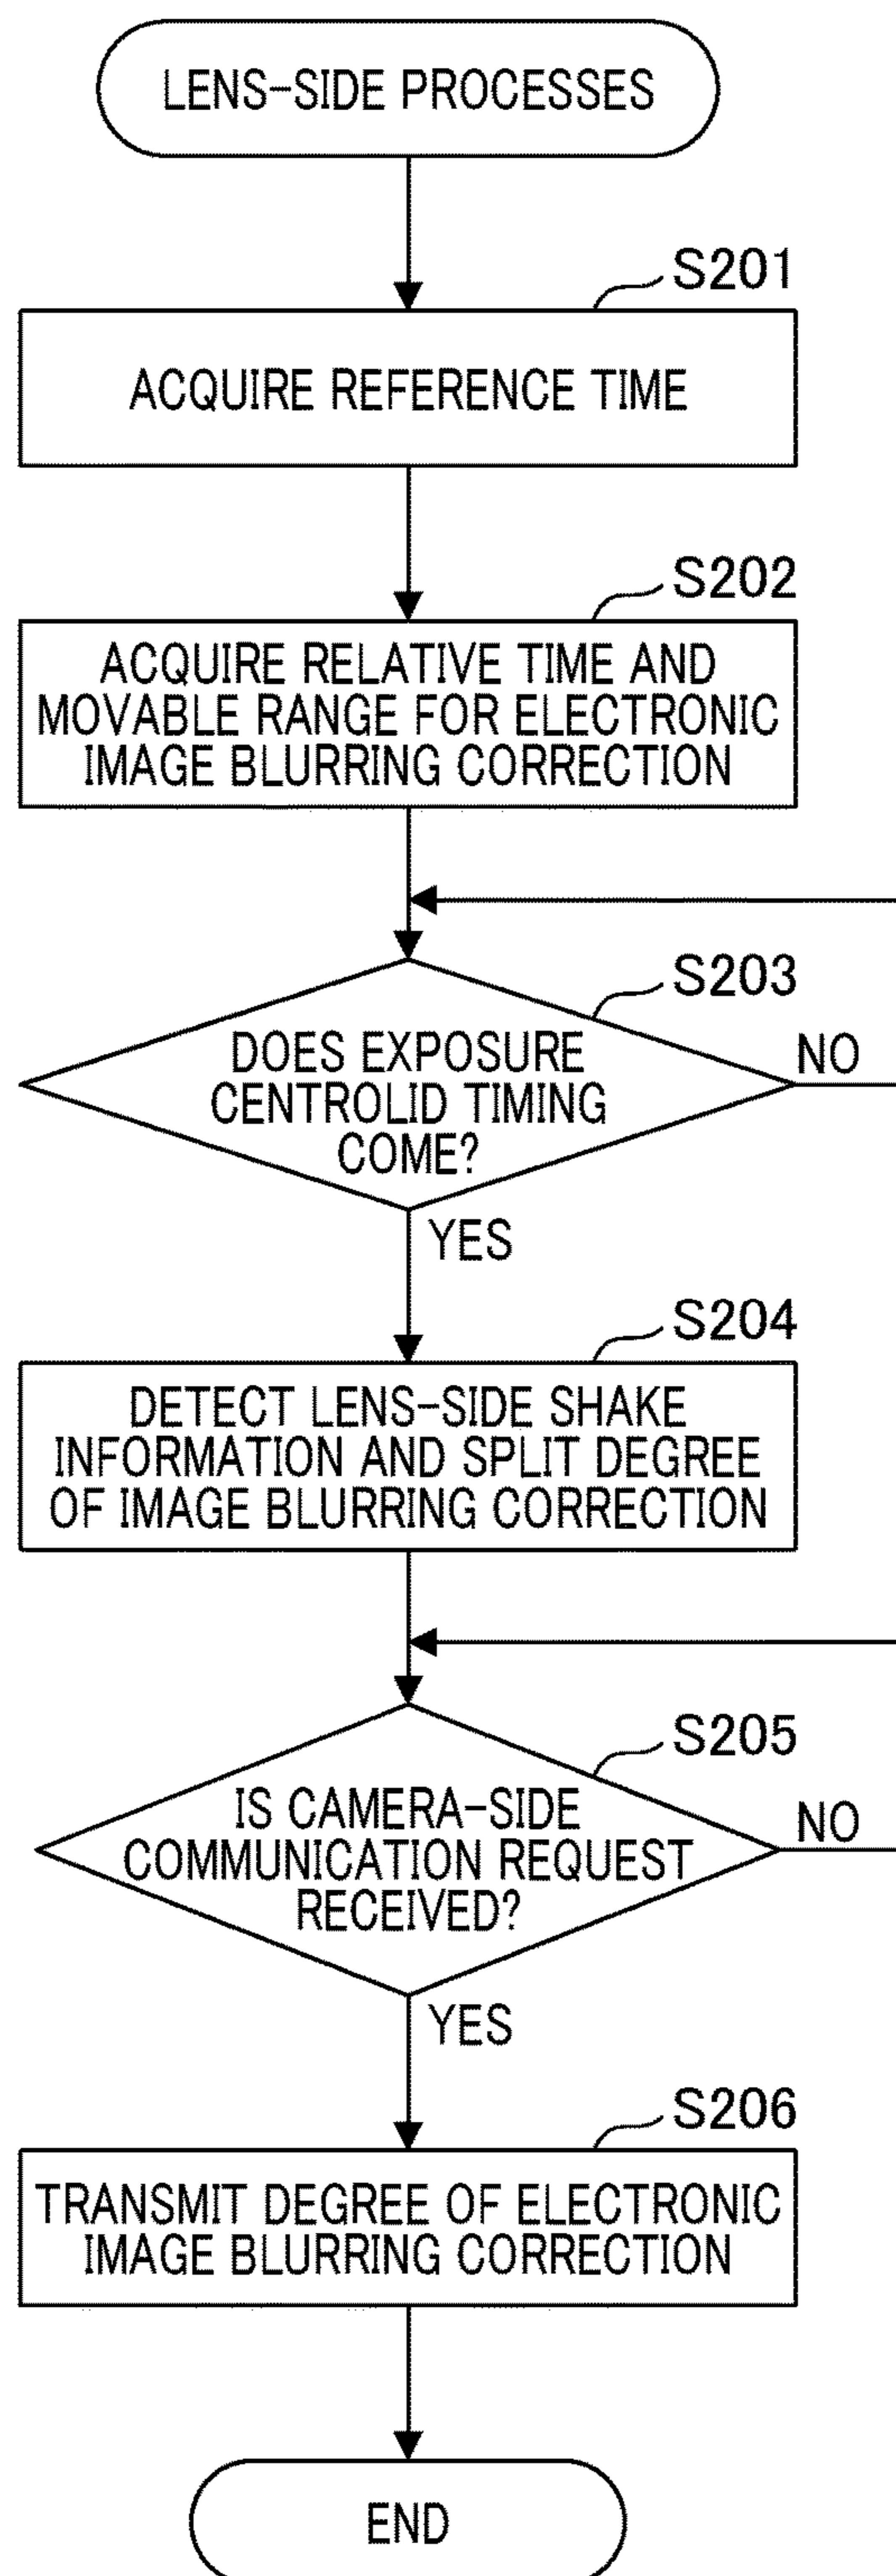 LENS-SIDE PROCESSES
S201
ACQUIRE REFERENCE TIME
S202
ACQUIRE RELATIVE TIME AND
MOVABLE RANGE FOR ELECTRONIC
IMAGE BLURRING CORRECTION
S203
DOES EXPOSURE
CENTROLID TIMING
COME?
NO
YES
S204
DETECT LENS-SIDE SHAKE
INFORMATION AND SPLIT DEGREE
OF IMAGE BLURRING CORRECTION
S205
IS CAMERA-SIDE
COMMUNICATION REQUEST
RECEIVED?
NO
YES
S206
TRANSMIT DEGREE OF ELECTRONIC
IMAGE BLURRING CORRECTION
END